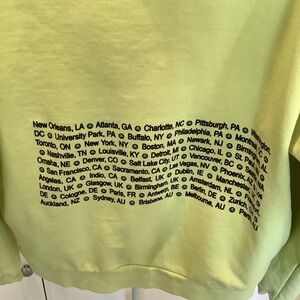 New Orleans, LA Atlanta, GA Charlotte, NC Pittsburgh, PA Washington,
DC University Park, PA Buffalo, NY Philadelphia, PA
Toronto, ON New York, NY Boston, MA Newark, NJ
Nashville, TN Louisville, KY Detroit, MI Chicago, IL St.
Omaha, NE Denver, CO Salt Lake City, UT Vancouver, BC
San Francisco, CA Sacramento, CA Las Vegas, NV Phoenix,
Angeles, CA Indio, CA Belfast, UK Dublin, IE Manchester,
London, UK Glasgow, UK Birmingham, UK Amsterdam, NL
DE Cologne, DE Paris, FR Antwerp, BE Berlin, DE
Auckland, NZ Sydney, AU Brisbane, AU Melbourne, AU